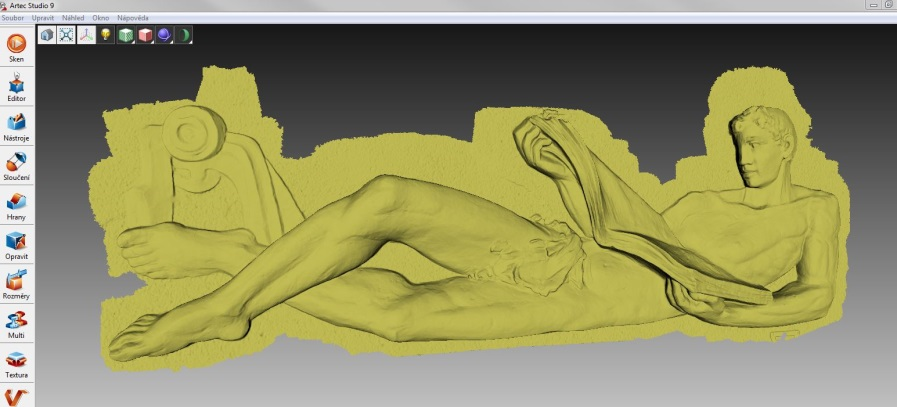 Artec Studio 9
Soubor Upravit Náhled Okno Nápověda
Sken
Editor
Nástroje
Sloučení
Hrany
Opravit
Rozměry
Multi
Textura